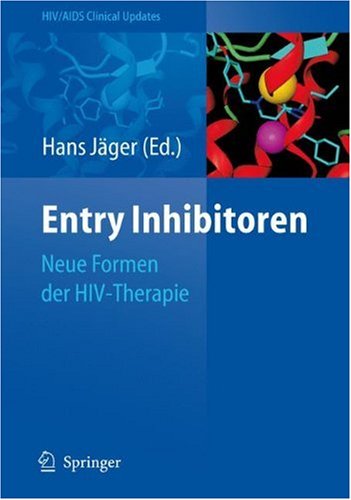 HIV/AIDS Clinical Updates
Hans Jäger (Ed.)
Entry Inhibitoren
Neue Formen
der HIV-Therapie
Springer